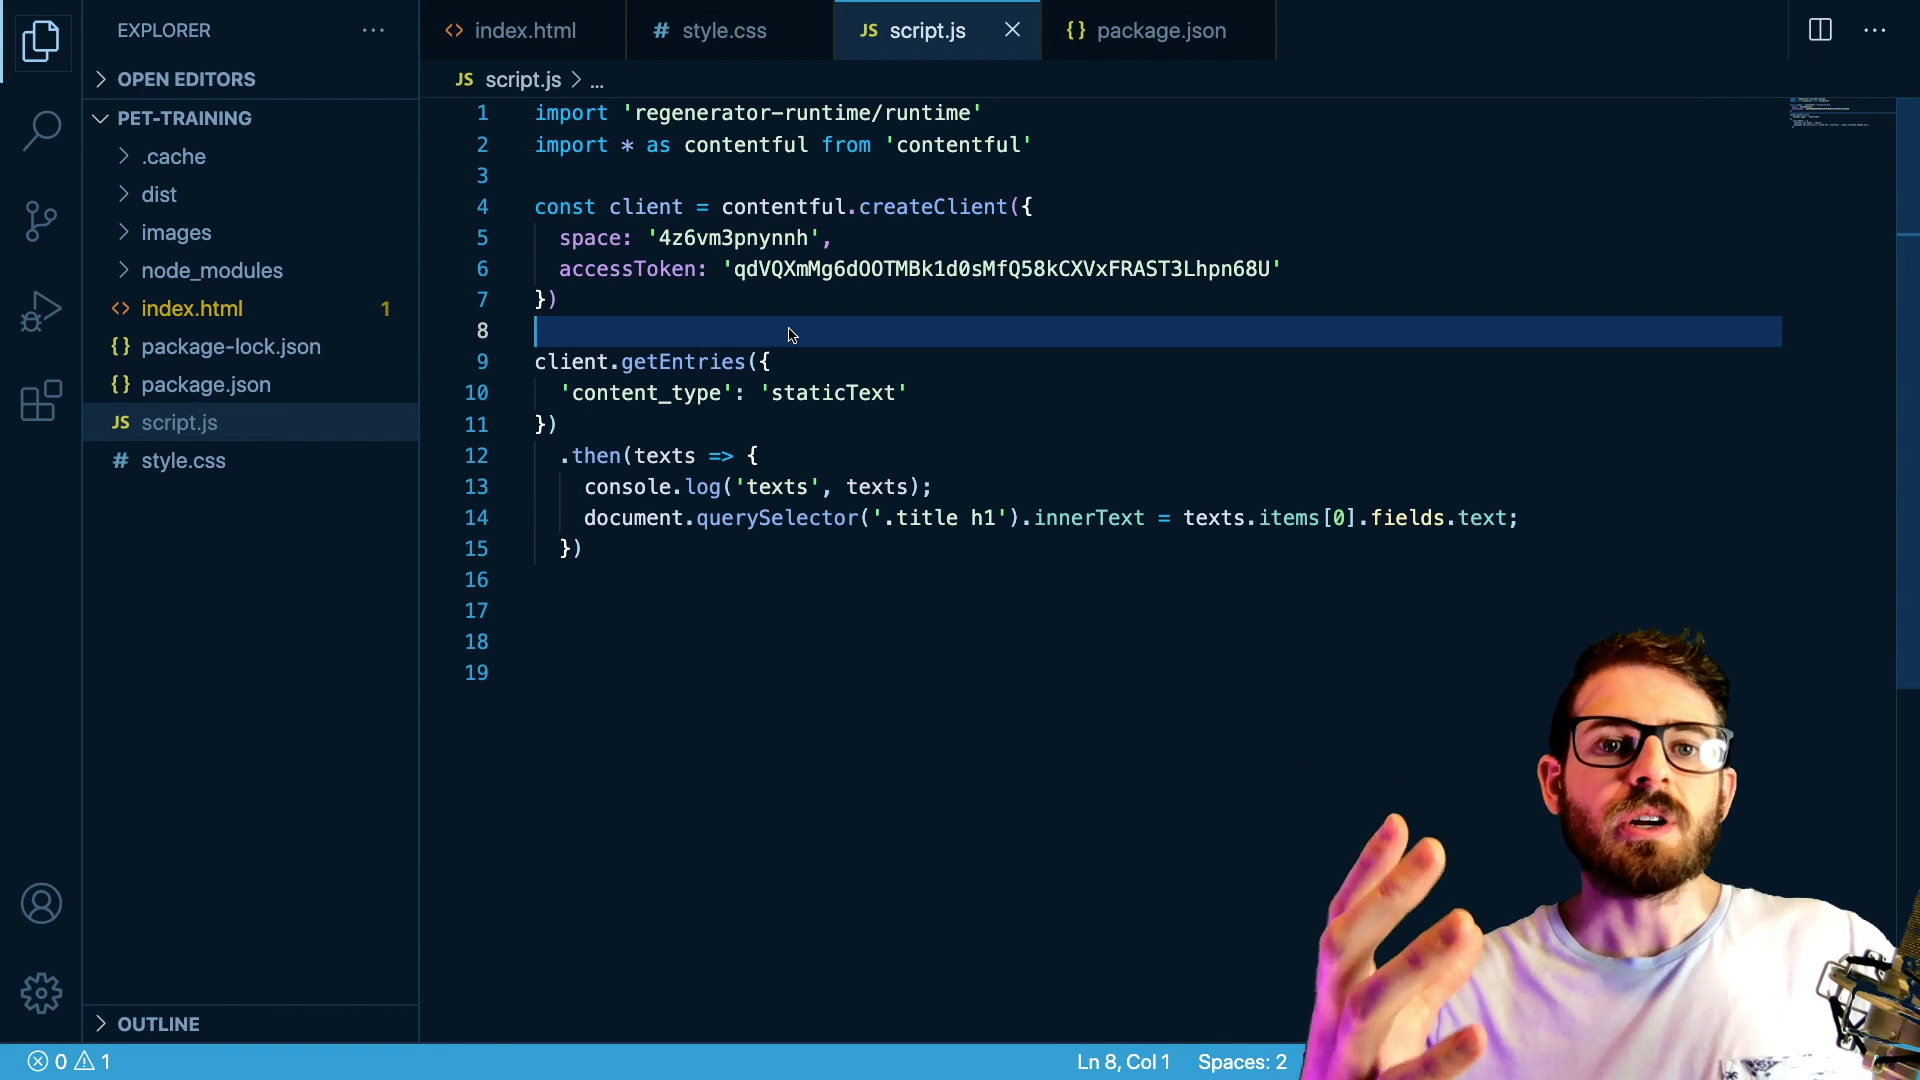 EXPLORER
OPEN EDITORS
PET-TRAINING
.cache
dist
images
node_modules
index.html 1
package-lock.json
package.json
JS script.js
# style.css
OUTLINE
index.html
# style.css
JS script.js
{} package.json
JS script.js > ...
1 import 'regenerator-runtime/runtime'
2 import * as contentful from 'contentful'
3
4 const client = contentful.createClient({
5 space: '4z6vm3pnynnh',
6 accessToken: 'qdVQXmMg6dOOTMBk1d0sMfQ58kCXVxFRAST3Lhpn68U'
7 })
8
9 client.getEntries({
10 'content_type': 'staticText'
11 })
12 .then(texts => {
13 console.log('texts', texts);
14 document.querySelector('.title h1').innerText = texts.items[0].fields.text;
15 })
16
17
18
19
0 1
Ln 8, Col 1 Spaces: 2